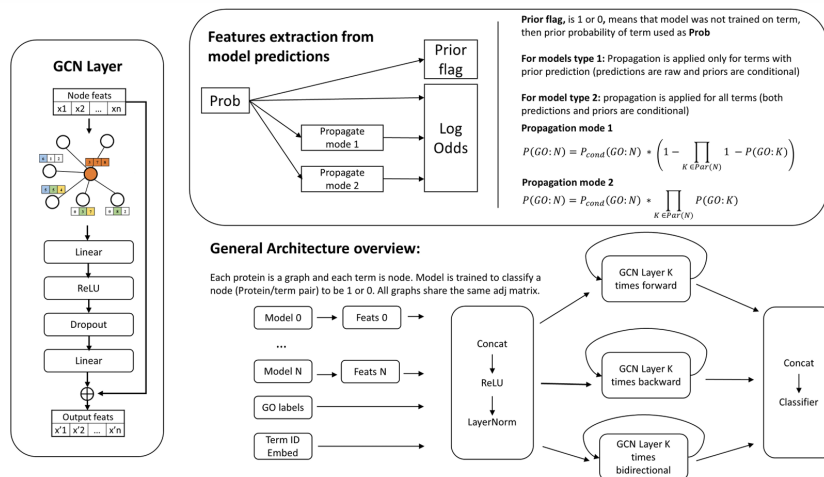 GCN Layer
Node feats
x1 x2 ... xn
Linear
ReLU
Dropout
Linear
Output feats
x'1 x'2 ... x'n
Features extraction from
model predictions
Prob
Prior
flag
Propagate
mode 1
Propagate
mode 2
Log
Odds
Prior flag, is 1 or 0, means that model was not trained on term,
then prior probability of term used as Prob
For models type 1: Propagation is applied only for terms with
prior prediction (predictions are raw and priors are conditional)
For model type 2: propagation is applied for all terms (both
predictions and priors are conditional)
Propagation mode 1
P(GO:N) = P_cond(GO:N) * (1 − ∏_{K∈Par(N)} 1 − P(GO:K))
Propagation mode 2
P(GO:N) = P_cond(GO:N) * ∏_{K∈Par(N)} P(GO:K)
General Architecture overview:
Each protein is a graph and each term is node. Model is trained to classify a
node (Protein/term pair) to be 1 or 0. All graphs share the same adj matrix.
Model 0
Feats 0
...
Model N
Feats N
GO labels
Term ID
Embed
Concat
ReLU
LayerNorm
GCN Layer K
times forward
GCN Layer K
times backward
GCN Layer K
times
bidirectional
Concat
Classifier